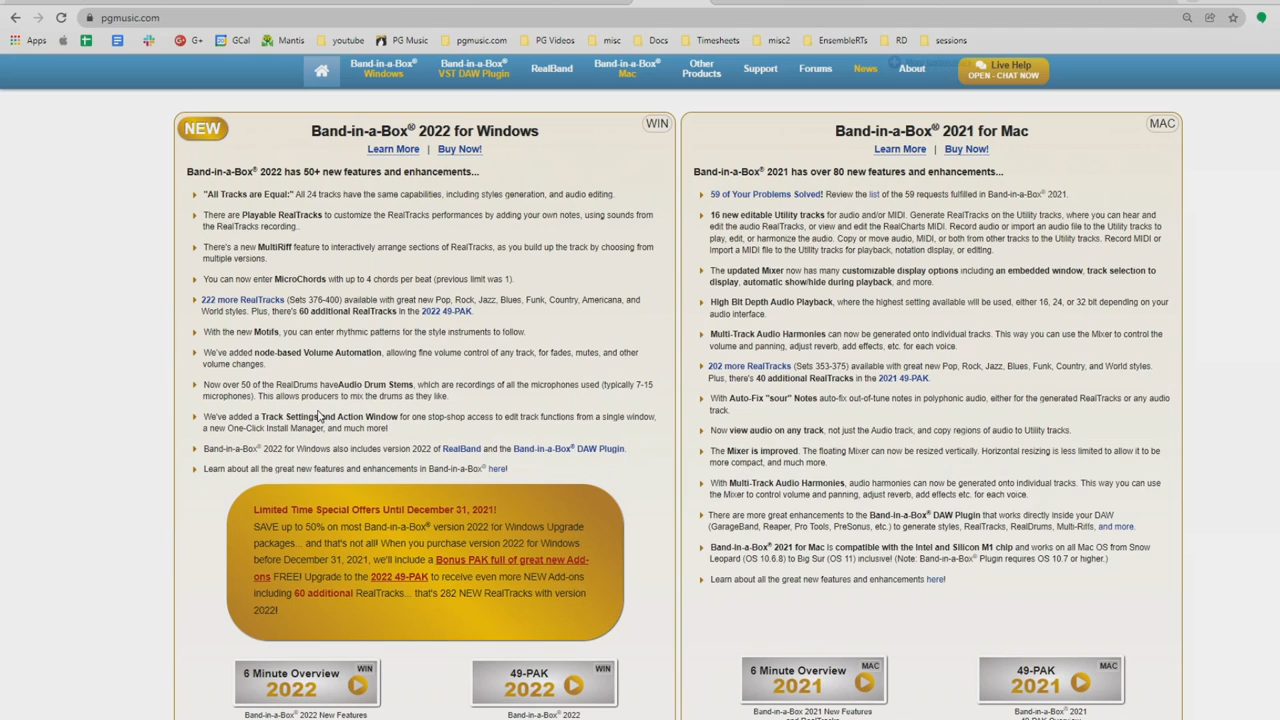 pgmusic.com
Apps
G+
GCal
Mantis
youtube
PG Music
pgmusic.com
PG Videos
misc
Docs
Timesheets
misc2
EnsembleRTs
RD
sessions
Band-in-a-Box®
Windows
Band-in-a-Box®
VST DAW Plugin
RealBand
Band-in-a-Box®
Mac
Other
Products
Support
Forums
News
About
Live Help
OPEN - CHAT NOW
NEW
Band-in-a-Box® 2022 for Windows
WIN
Learn More | Buy Now!
Band-in-a-Box® 2022 has 50+ new features and enhancements...
"All Tracks are Equal:" All 24 tracks have the same capabilities, including styles generation, and audio editing.
There are Playable RealTracks to customize the RealTracks performances by adding your own notes, using sounds from
the RealTracks recording..
There's a new MultiRiff feature to interactively arrange sections of RealTracks, as you build up the track by choosing from
multiple versions.
You can now enter MicroChords with up to 4 chords per beat (previous limit was 1).
222 more RealTracks (Sets 376-400) available with great new Pop, Rock, Jazz, Blues, Funk, Country, Americana, and
World styles. Plus, there's 60 additional RealTracks in the 2022 49-PAK.
With the new Motifs, you can enter rhythmic patterns for the style instruments to follow.
We've added node-based Volume Automation, allowing fine volume control of any track, for fades, mutes, and other
volume changes.
Now over 50 of the RealDrums haveAudio Drum Stems, which are recordings of all the microphones used (typically 7-15
microphones). This allows producers to mix the drums as they like.
We've added a Track Settings and Action Window for one stop-shop access to edit track functions from a single window,
a new One-Click Install Manager, and much more!
Band-in-a-Box® 2022 for Windows also includes version 2022 of RealBand and the Band-in-a-Box® DAW Plugin.
Learn about all the great new features and enhancements in Band-in-a-Box® here!
Limited Time Special Offers Until December 31, 2021!
SAVE up to 50% on most Band-in-a-Box® version 2022 for Windows Upgrade
packages... and that's not all! When you purchase version 2022 for Windows
before December 31, 2021, we'll include a Bonus PAK full of great new Add-
ons FREE! Upgrade to the 2022 49-PAK to receive even more NEW Add-ons
including 60 additional RealTracks... that's 282 NEW RealTracks with version
2022!
6 Minute Overview WIN
2022
49-PAK WIN
2022
Band-in-a-Box® 2022 New Features
Band-in-a-Box® 2022
Band-in-a-Box® 2021 for Mac
MAC
Learn More | Buy Now!
Band-in-a-Box® 2021 has over 80 new features and enhancements...
59 of Your Problems Solved! Review the list of the 59 requests fulfilled in Band-in-a-Box® 2021.
16 new editable Utility tracks for audio and/or MIDI. Generate RealTracks on the Utility tracks, where you can hear and
edit the audio RealTracks, or view and edit the RealCharts MIDI. Record audio or import an audio file to the Utility tracks to
play, edit, or harmonize the audio. Copy or move audio, MIDI, or both from other tracks to the Utility tracks. Record MIDI or
import a MIDI file to the Utility tracks for playback, notation display, or editing.
The updated Mixer now has many customizable display options including an embedded window, track selection to
display, automatic show/hide during playback, and more.
High Bit Depth Audio Playback, where the highest setting available will be used, either 16, 24, or 32 bit depending on your
audio interface.
Multi-Track Audio Harmonies can now be generated onto individual tracks. This way you can use the Mixer to control the
volume and panning, adjust reverb, add effects, etc. for each voice.
202 more RealTracks (Sets 353-375) available with great new Pop, Rock, Jazz, Blues, Funk, Country, and World styles.
Plus, there's 40 additional RealTracks in the 2021 49-PAK.
With Auto-Fix "sour" Notes auto-fix out-of-tune notes in polyphonic audio, either for the generated RealTracks or any audio
track.
Now view audio on any track, not just the Audio track, and copy regions of audio to Utility tracks.
The Mixer is improved. The floating Mixer can now be resized vertically. Horizontal resizing is less limited to allow it to be
more compact, and much more.
With Multi-Track Audio Harmonies, audio harmonies can now be generated onto individual tracks. This way you can use
the Mixer to control volume and panning, adjust reverb, add effects etc. for each voice.
There are more great enhancements to the Band-in-a-Box® DAW Plugin that works directly inside your DAW
(GarageBand, Reaper, Pro Tools, PreSonus, etc.) to generate styles, RealTracks, RealDrums, Multi-Riffs, and more.
Band-in-a-Box® 2021 for Mac is compatible with the Intel and Silicon M1 chip and works on all Mac OS from Snow
Leopard (OS 10.6.8) to Big Sur (OS 11) inclusive! (Note: Band-in-a-Box® Plugin requires OS 10.7 or higher.)
Learn about all the great new features and enhancements here!
6 Minute Overview MAC
2021
49-PAK MAC
2021
Band-in-a-Box® 2021 New Features
Band-in-a-Box® 2021